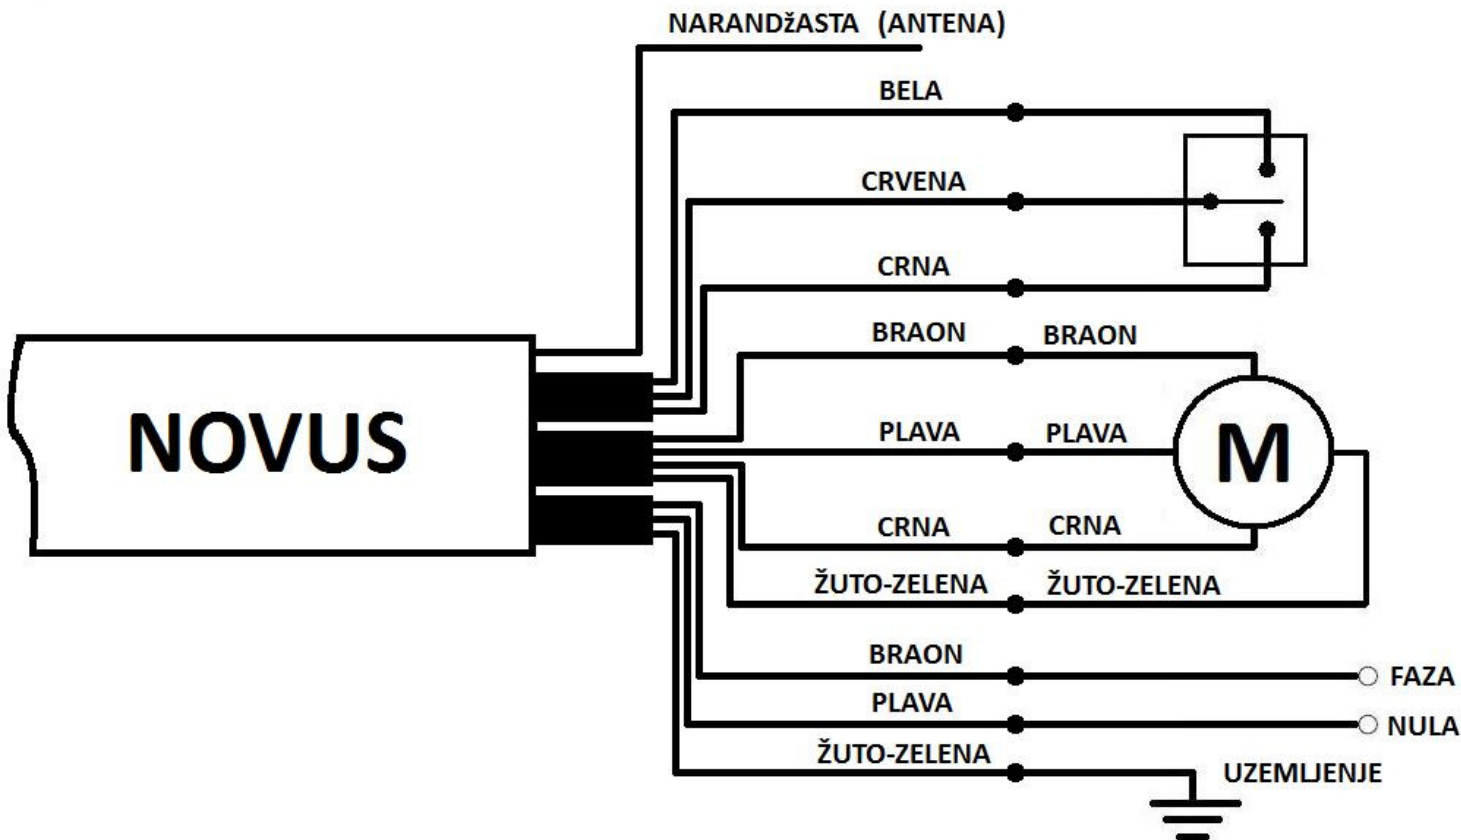 NARANDžASTA (ANTENA)
BELA
CRVENA
CRNA
BRAON BRAON
NOVUS
PLAVA PLAVA
M
CRNA CRNA
ŽUTO-ZELENA ŽUTO-ZELENA
BRAON
FAZA
PLAVA
NULA
ŽUTO-ZELENA
UZEMLJENJE